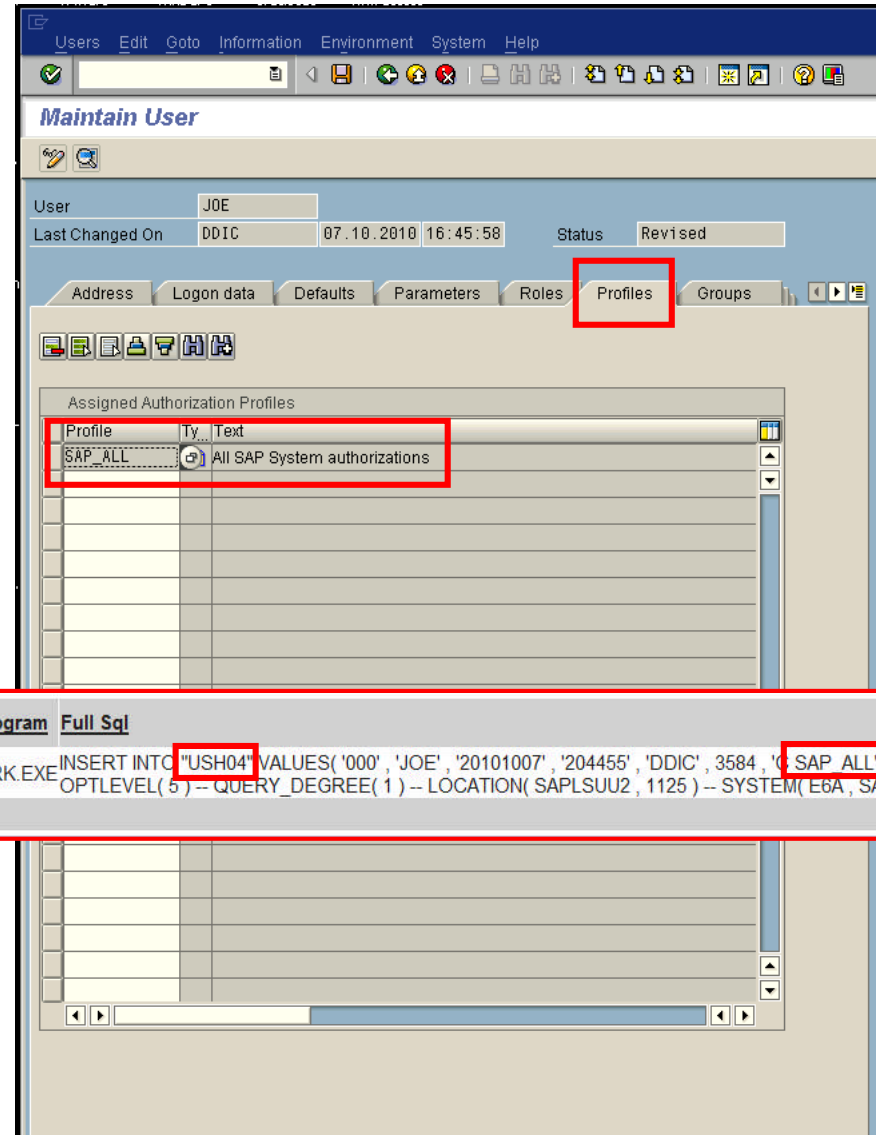 Users Edit Goto Information Environment System Help
Maintain User
User JOE
Last Changed On DDIC 07.10.2010 16:45:58 Status Revised
Address Logon data Defaults Parameters Roles Profiles Groups
Assigned Authorization Profiles
Profile Ty... Text
SAP_ALL All SAP System authorizations
ogram Full Sql
RK.EXE INSERT INTO "USH04" VALUES( '000' , 'JOE' , '20101007' , '204455' , 'DDIC' , 3584 , 'C SAP_ALL'
OPTLEVEL( 5 ) -- QUERY_DEGREE( 1 ) -- LOCATION( SAPLSUU2 , 1125 ) -- SYSTEM( E6A , SA